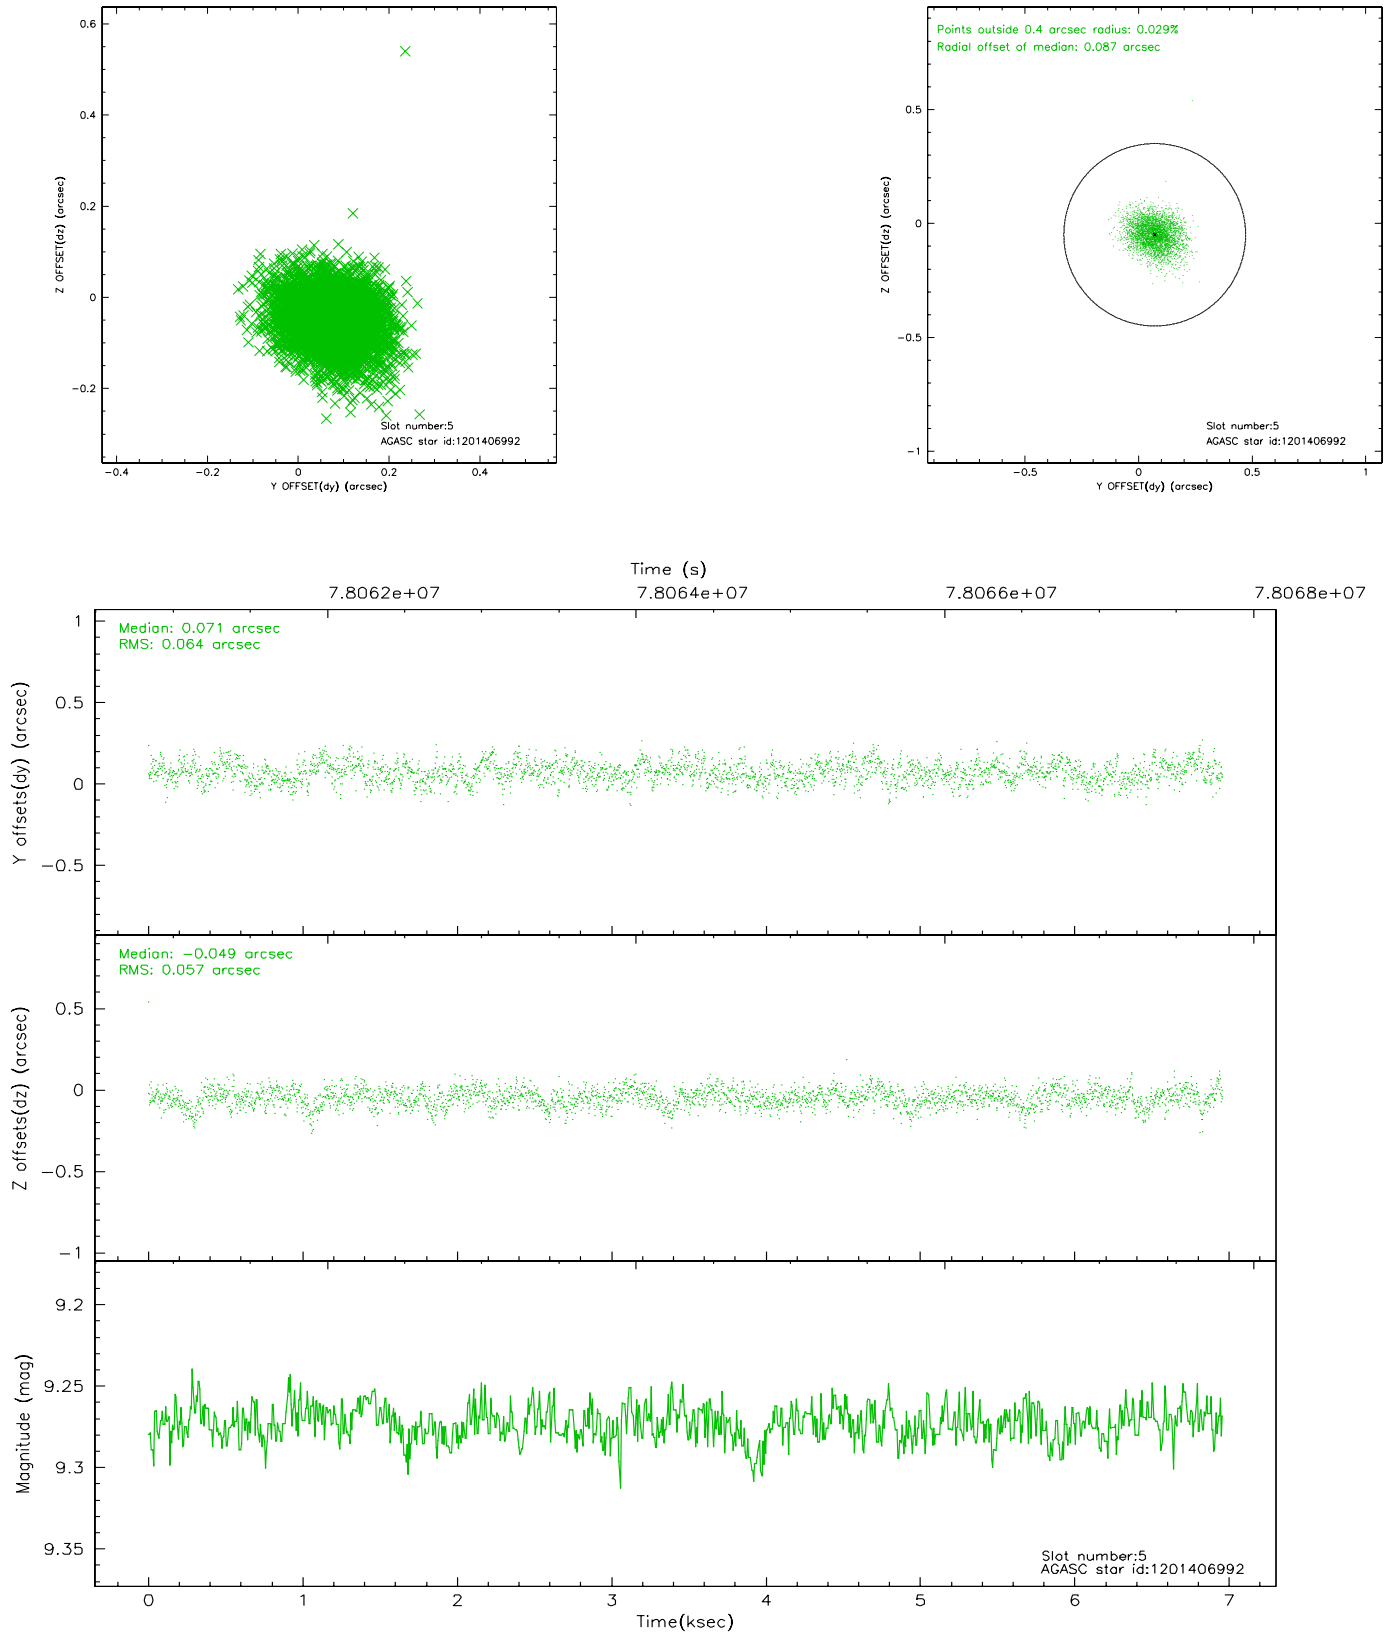 0.6
0.4
0.2
0
−0.2
Z OFFSET(dz) (arcsec)
−0.4
−0.2
0
0.2
0.4
Y OFFSET(dy) (arcsec)
Slot number:5
AGASC star id:1201406992
Points outside 0.4 arcsec radius: 0.029%
Radial offset of median: 0.087 arcsec
0.5
0
−0.5
−1
Z OFFSET(dz) (arcsec)
−0.5
0
0.5
1
Y OFFSET(dy) (arcsec)
Slot number:5
AGASC star id:1201406992
Time (s)
7.8062e+07
7.8064e+07
7.8066e+07
7.8068e+07
Median: 0.071 arcsec
RMS: 0.064 arcsec
1
0.5
0
−0.5
Y offsets(dy) (arcsec)
Median: −0.049 arcsec
RMS: 0.057 arcsec
0.5
0
−0.5
−1
Z offsets(dz) (arcsec)
9.2
9.25
9.3
9.35
Magnitude (mag)
Slot number:5
AGASC star id:1201406992
0
1
2
3
4
5
6
7
Time(ksec)